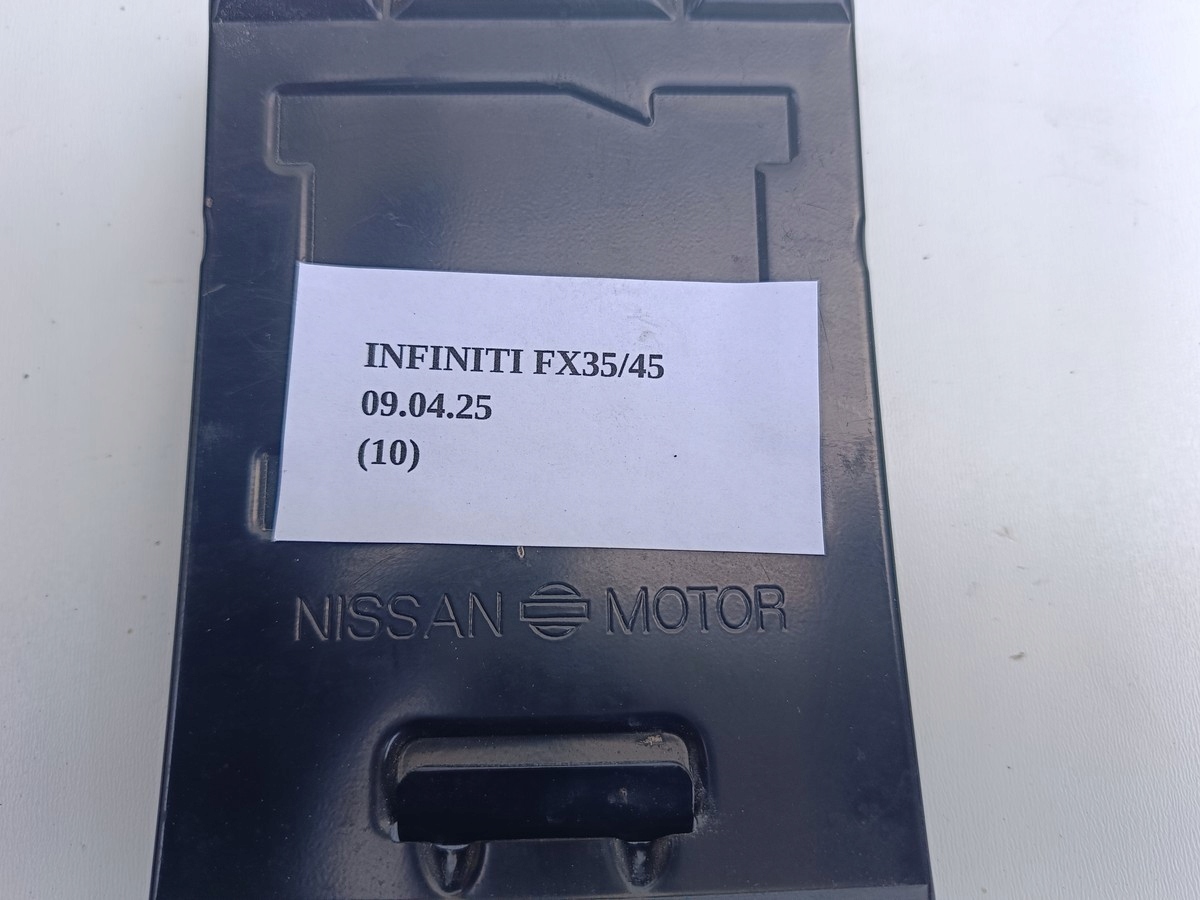 INFINITI FX35/45
09.04.25
(10)
NISSAN MOTOR